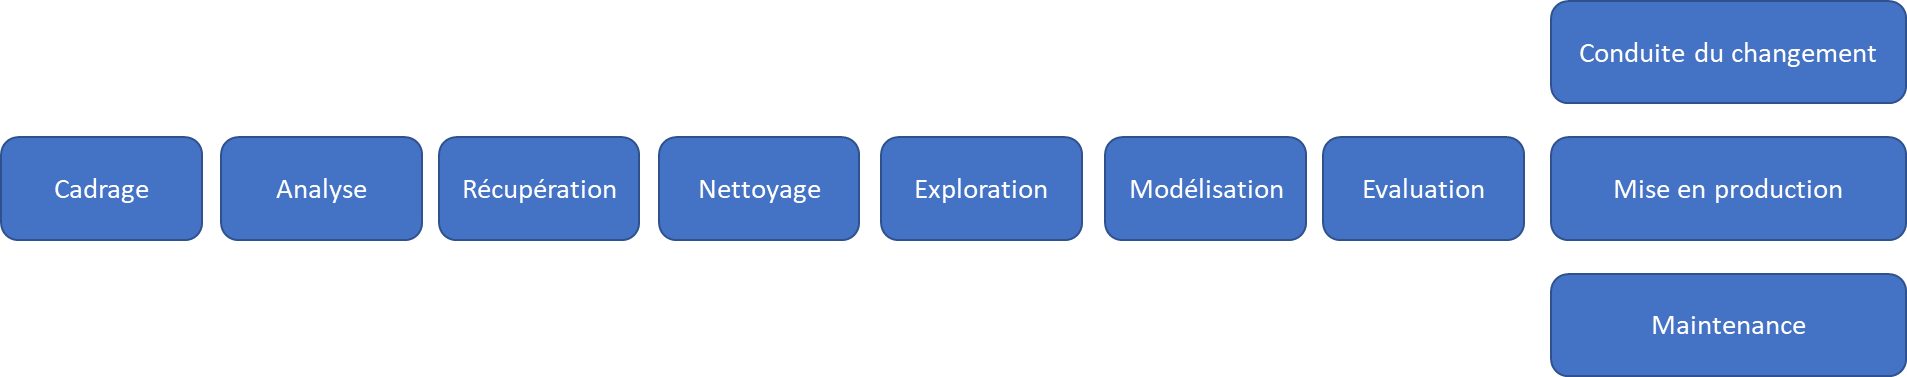 Conduite du changement
Cadrage
Analyse
Récupération
Nettoyage
Exploration
Modélisation
Evaluation
Mise en production
Maintenance